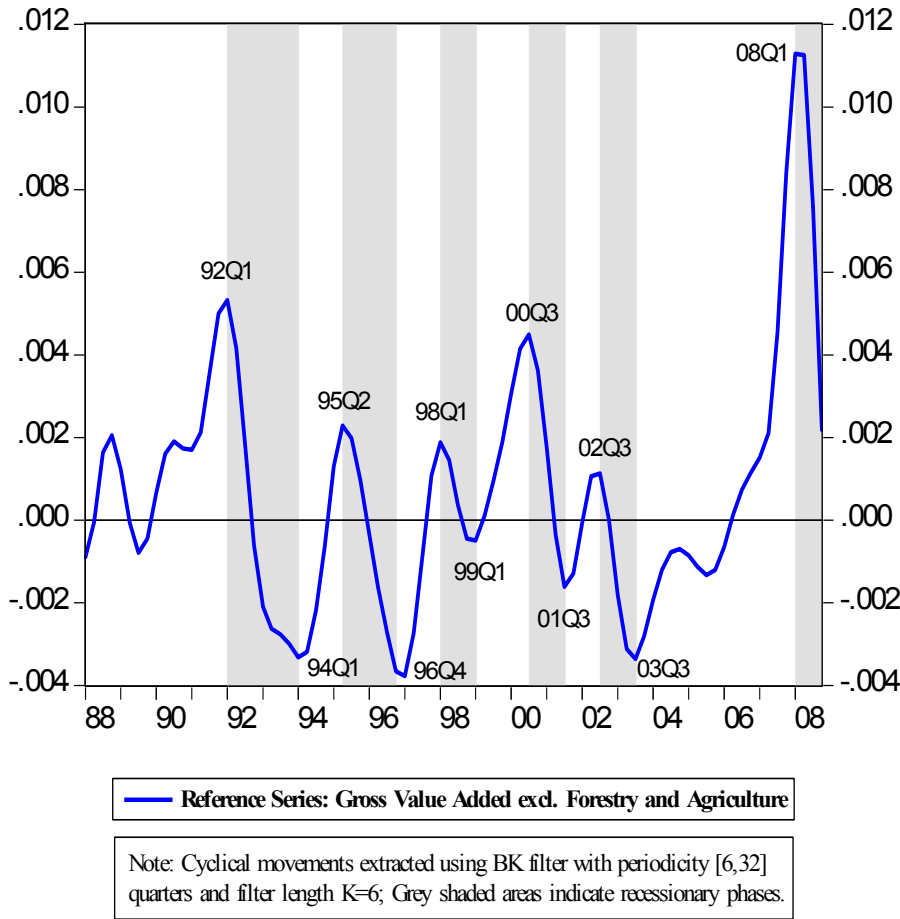 .012 .012
08Q1
.010 .010
.008 .008
.006 .006
92Q1
00Q3
.004 .004
95Q2
98Q1
.002 .002
02Q3
.000 .000
99Q1
-.002 -.002
01Q3
94Q1 96Q4 03Q3
-.004 -.004
88 90 92 94 96 98 00 02 04 06 08
Reference Series: Gross Value Added excl. Forestry and Agriculture
Note: Cyclical movements extracted using BK filter with periodicity [6,32]
quarters and filter length K=6; Grey shaded areas indicate recessionary phases.